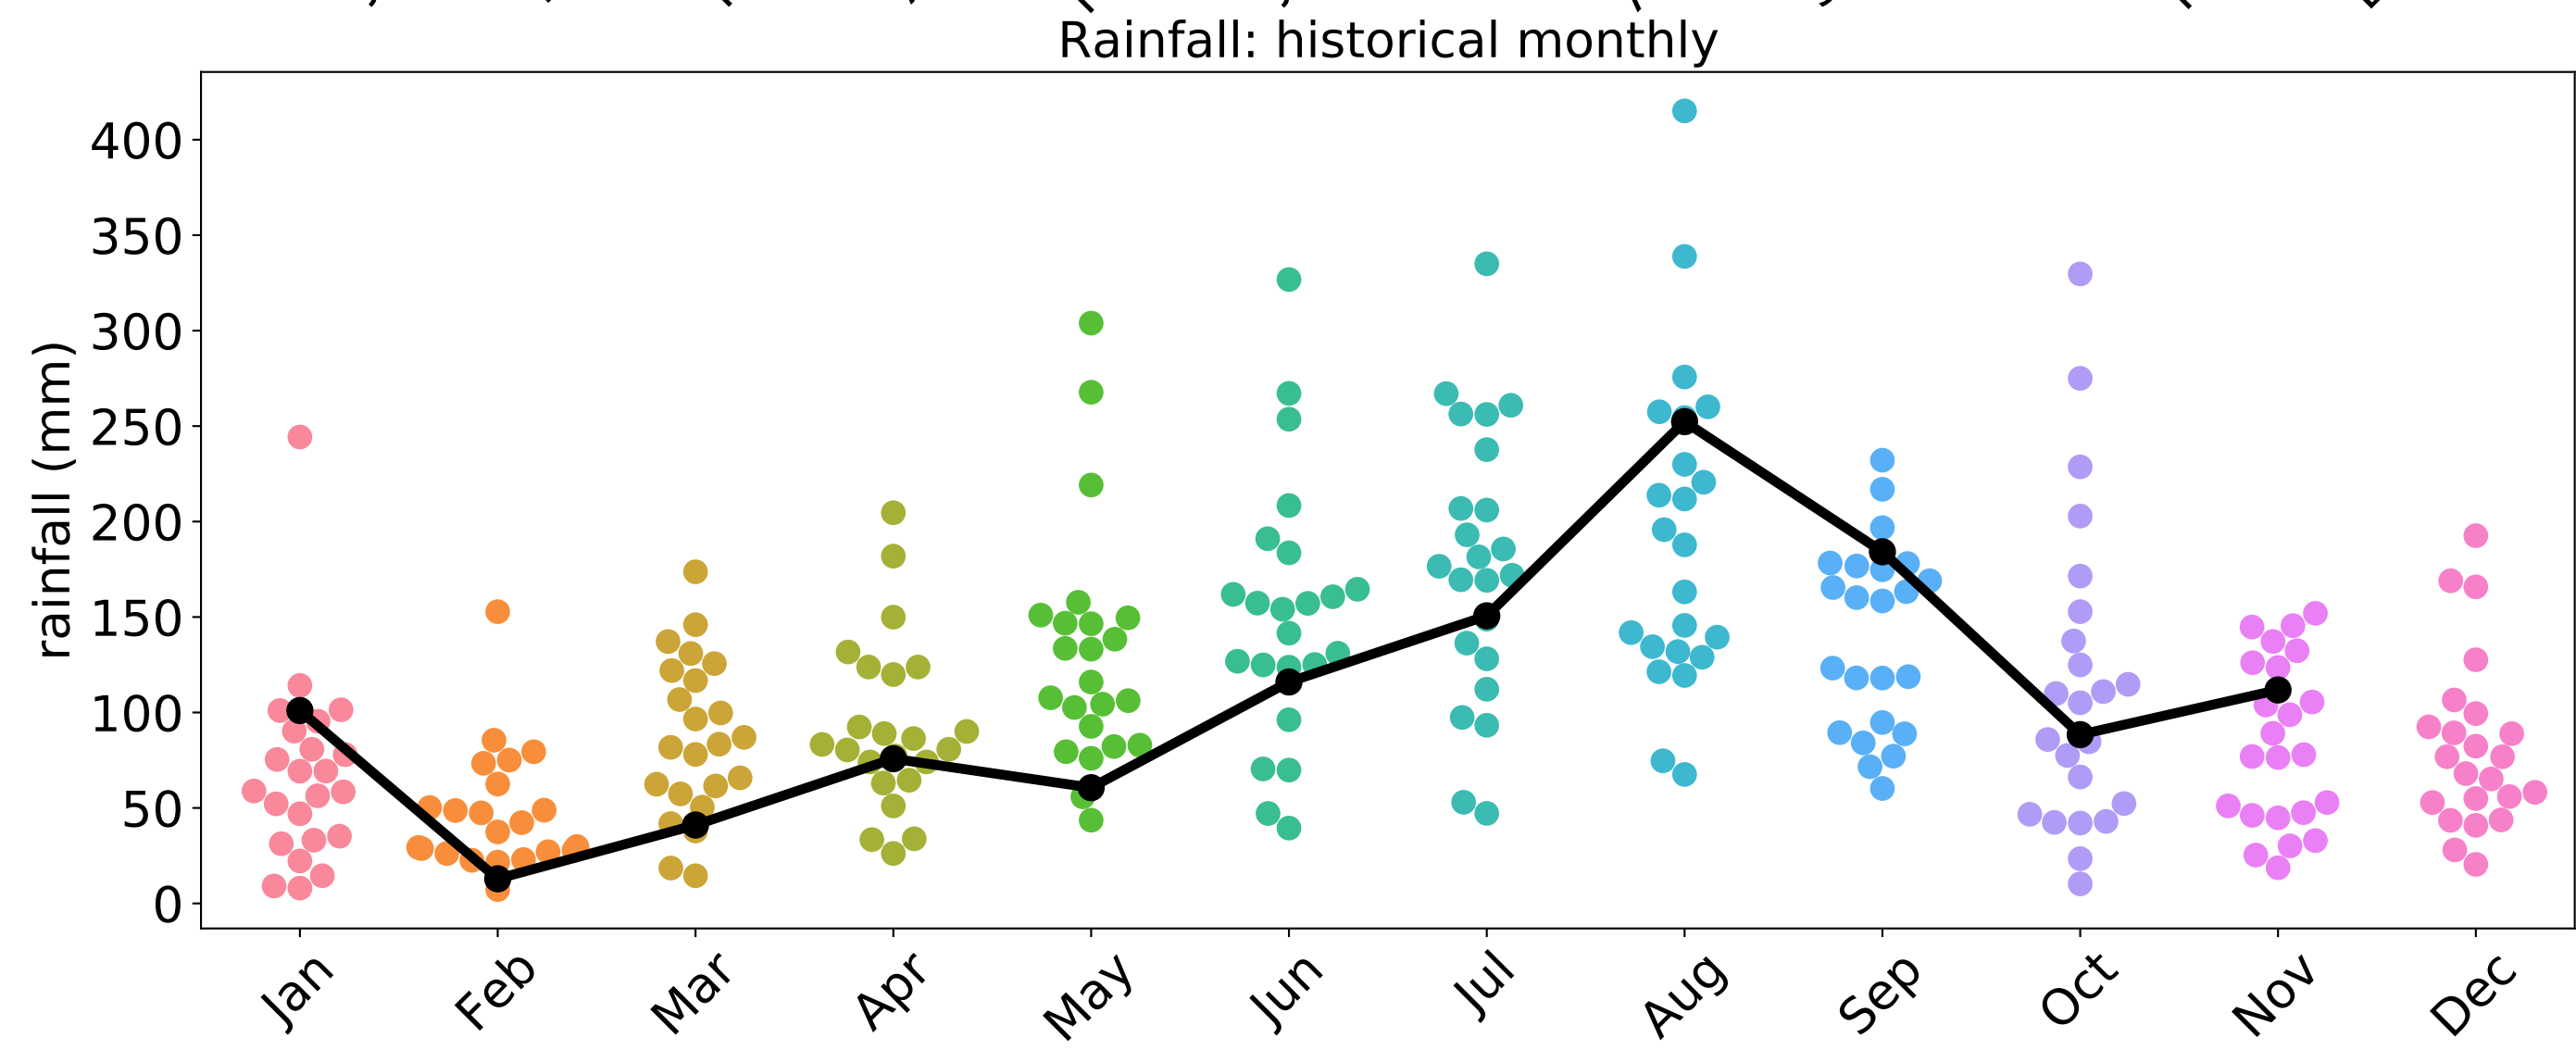 Rainfall: historical monthly
rainfall (mm)
400
350
300
250
200
150
100
50
0
Jan
Feb
Mar
Apr
May
Jun
Jul
Aug
Sep
Oct
Nov
Dec